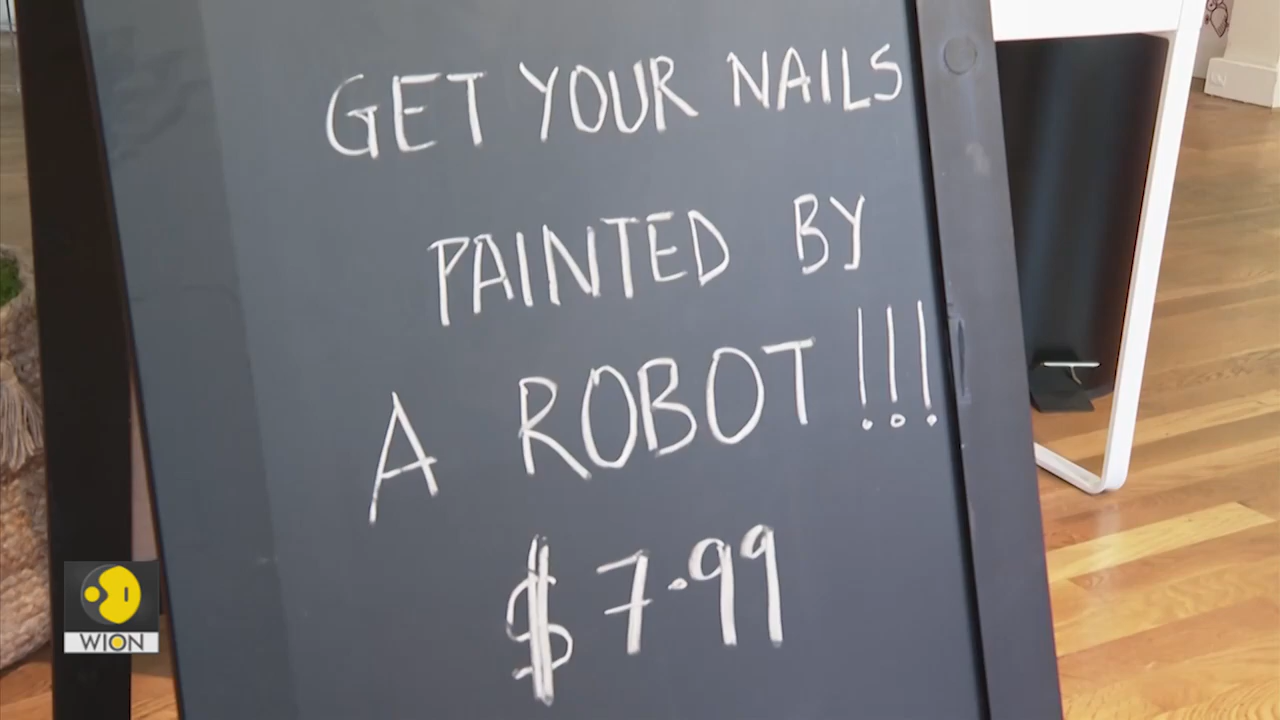 GET YOUR NAILS
PAINTED BY
A ROBOT!!!
$7.99
WION